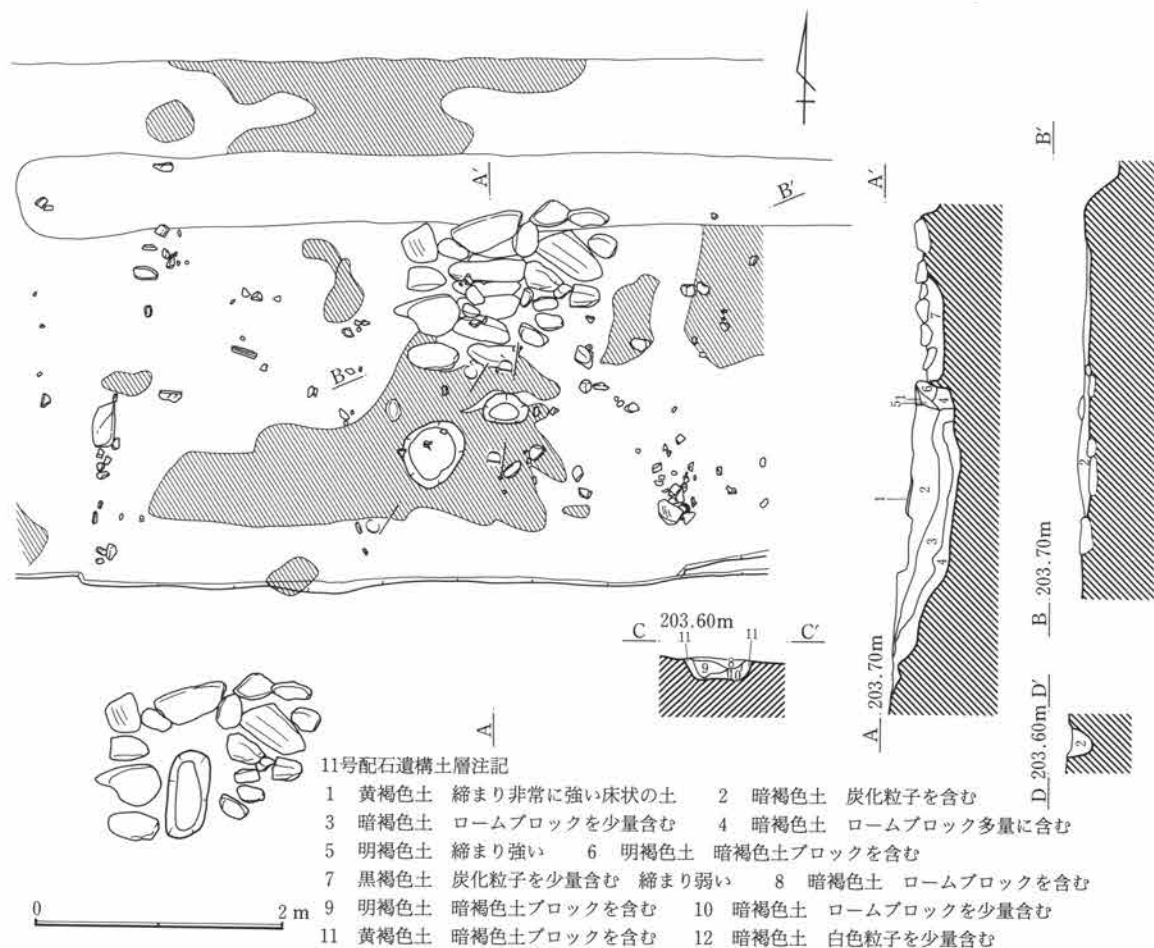 A′
B′
A′
B′
B
C′
D′
D
C
7
6
5
1
4
2
1
3
4
2
A 203.70m
B 203.70m
C 203.60m C′
11 11
8
9
10
D 203.60m D′
2
A
11号配石遺構土層注記
1 黄褐色土 締まり非常に強い床状の土 2 暗褐色土 炭化粒子を含む
3 暗褐色土 ロームブロックを少量含む 4 暗褐色土 ロームブロック多量に含む
5 明褐色土 締まり強い 6 明褐色土 暗褐色土ブロックを含む
7 黒褐色土 炭化粒子を少量含む 締まり弱い 8 暗褐色土 ロームブロックを含む
9 明褐色土 暗褐色土ブロックを含む 10 暗褐色土 ロームブロックを少量含む
11 黄褐色土 暗褐色土ブロックを含む 12 暗褐色土 白色粒子を少量含む
0 2 m